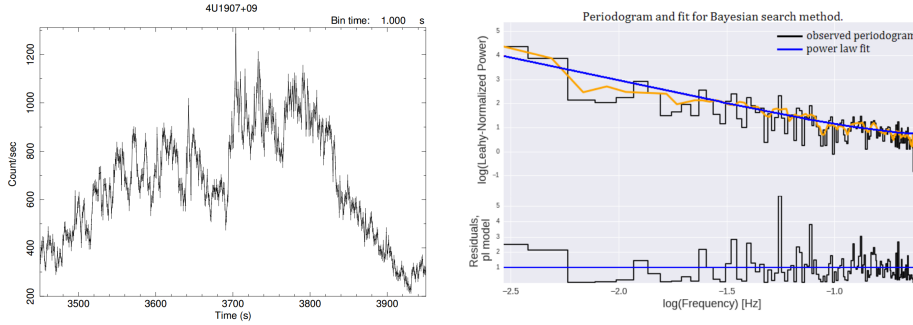 4U1907+09
Bin time: 1.000 s
Count/sec
200 400 600 800 1000 1200
3500 3600 3700 3800 3900
Time (s)
Periodogram and fit for Bayesian search method.
observed periodogram
power law fit
log(Leahy-Normalized Power)
5
4
3
2
1
0
−1
Residuals,
pl model
5
4
3
2
1
−2.5 −2.0 −1.5 −1.0
log(Frequency) [Hz]